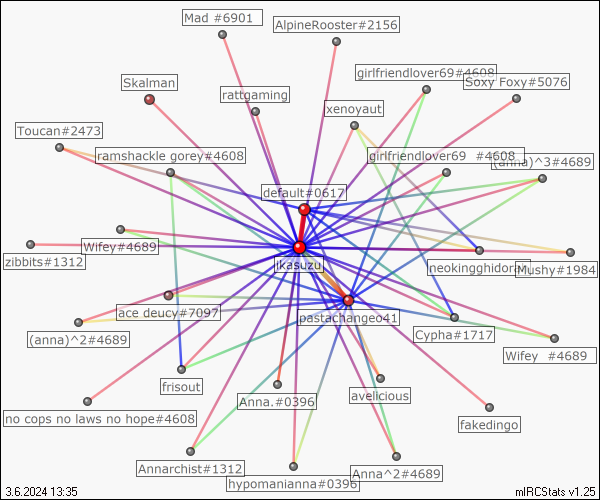 Mad #6901
AlpineRooster#2156
girlfriendlover69#4608
Soxy Foxy#5076
Skalman
rattgaming
xenoyaut
Toucan#2473
ramshackle gorey#4608
girlfriendlover69 #4608
(anna)^3#4689
default#0617
zibbits#1312
Wifey#4689
ikasuzu
neokingghidorah
Mushy#1984
(anna)^2#4689
ace deucy#7097
pastachangeo41
Cypha#1717
Wifey #4689
frisout
no cops no laws no hope#4608
Anna.#0396
avelicious
fakedingo
Annarchist#1312
hypomanianna#0396
Anna^2#4689
3.6.2024 13:35
mIRCStats v1.25